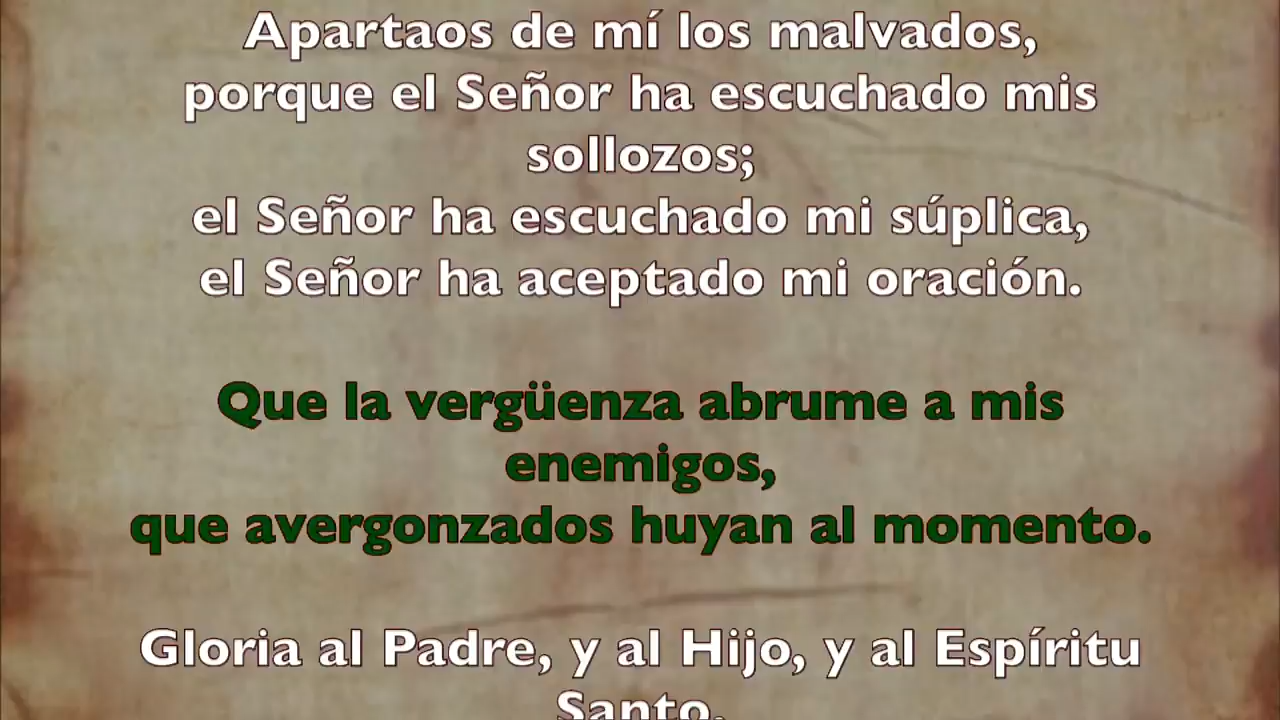 Apartaos de mí los malvados,
porque el Señor ha escuchado mis
sollozos;
el Señor ha escuchado mi súplica,
el Señor ha aceptado mi oración.
Que la vergüenza abrume a mis
enemigos,
que avergonzados huyan al momento.
Gloria al Padre, y al Hijo, y al Espíritu
Santo.